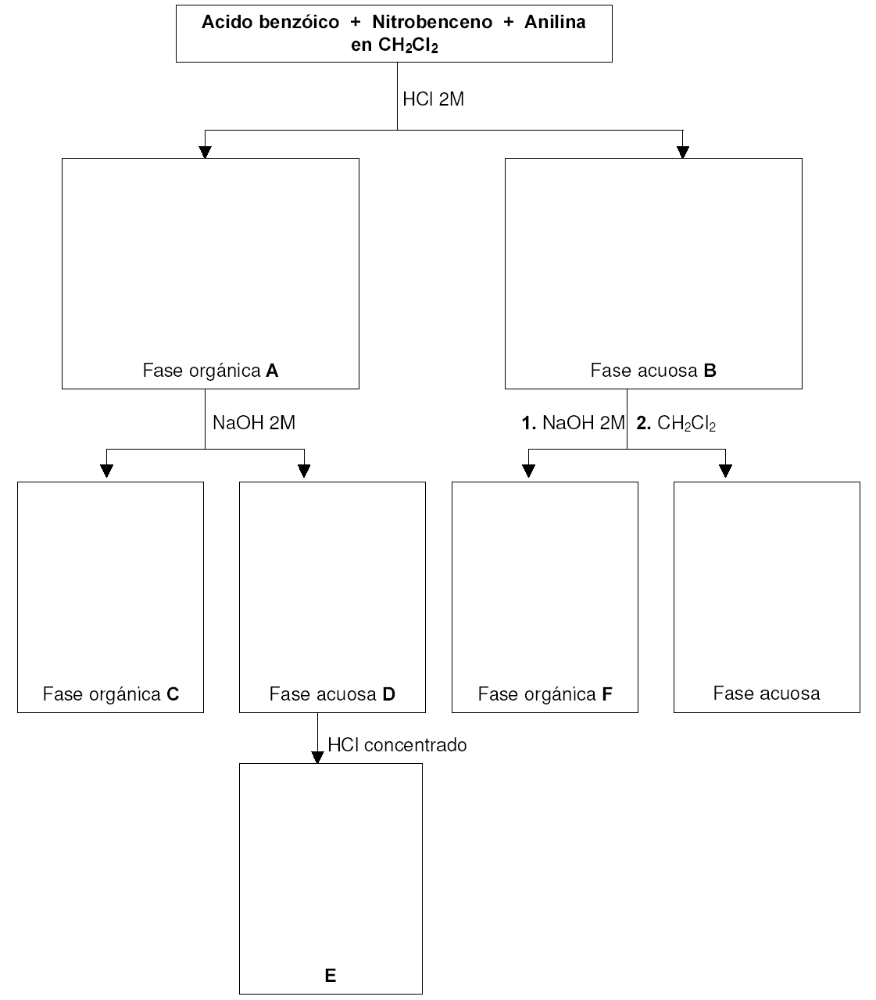 Acido benzóico + Nitrobenceno + Anilina
en CH₂Cl₂
HCl 2M
Fase orgánica A
Fase acuosa B
NaOH 2M
1. NaOH 2M 2. CH₂Cl₂
Fase orgánica C
Fase acuosa D
Fase orgánica F
Fase acuosa
HCl concentrado
E